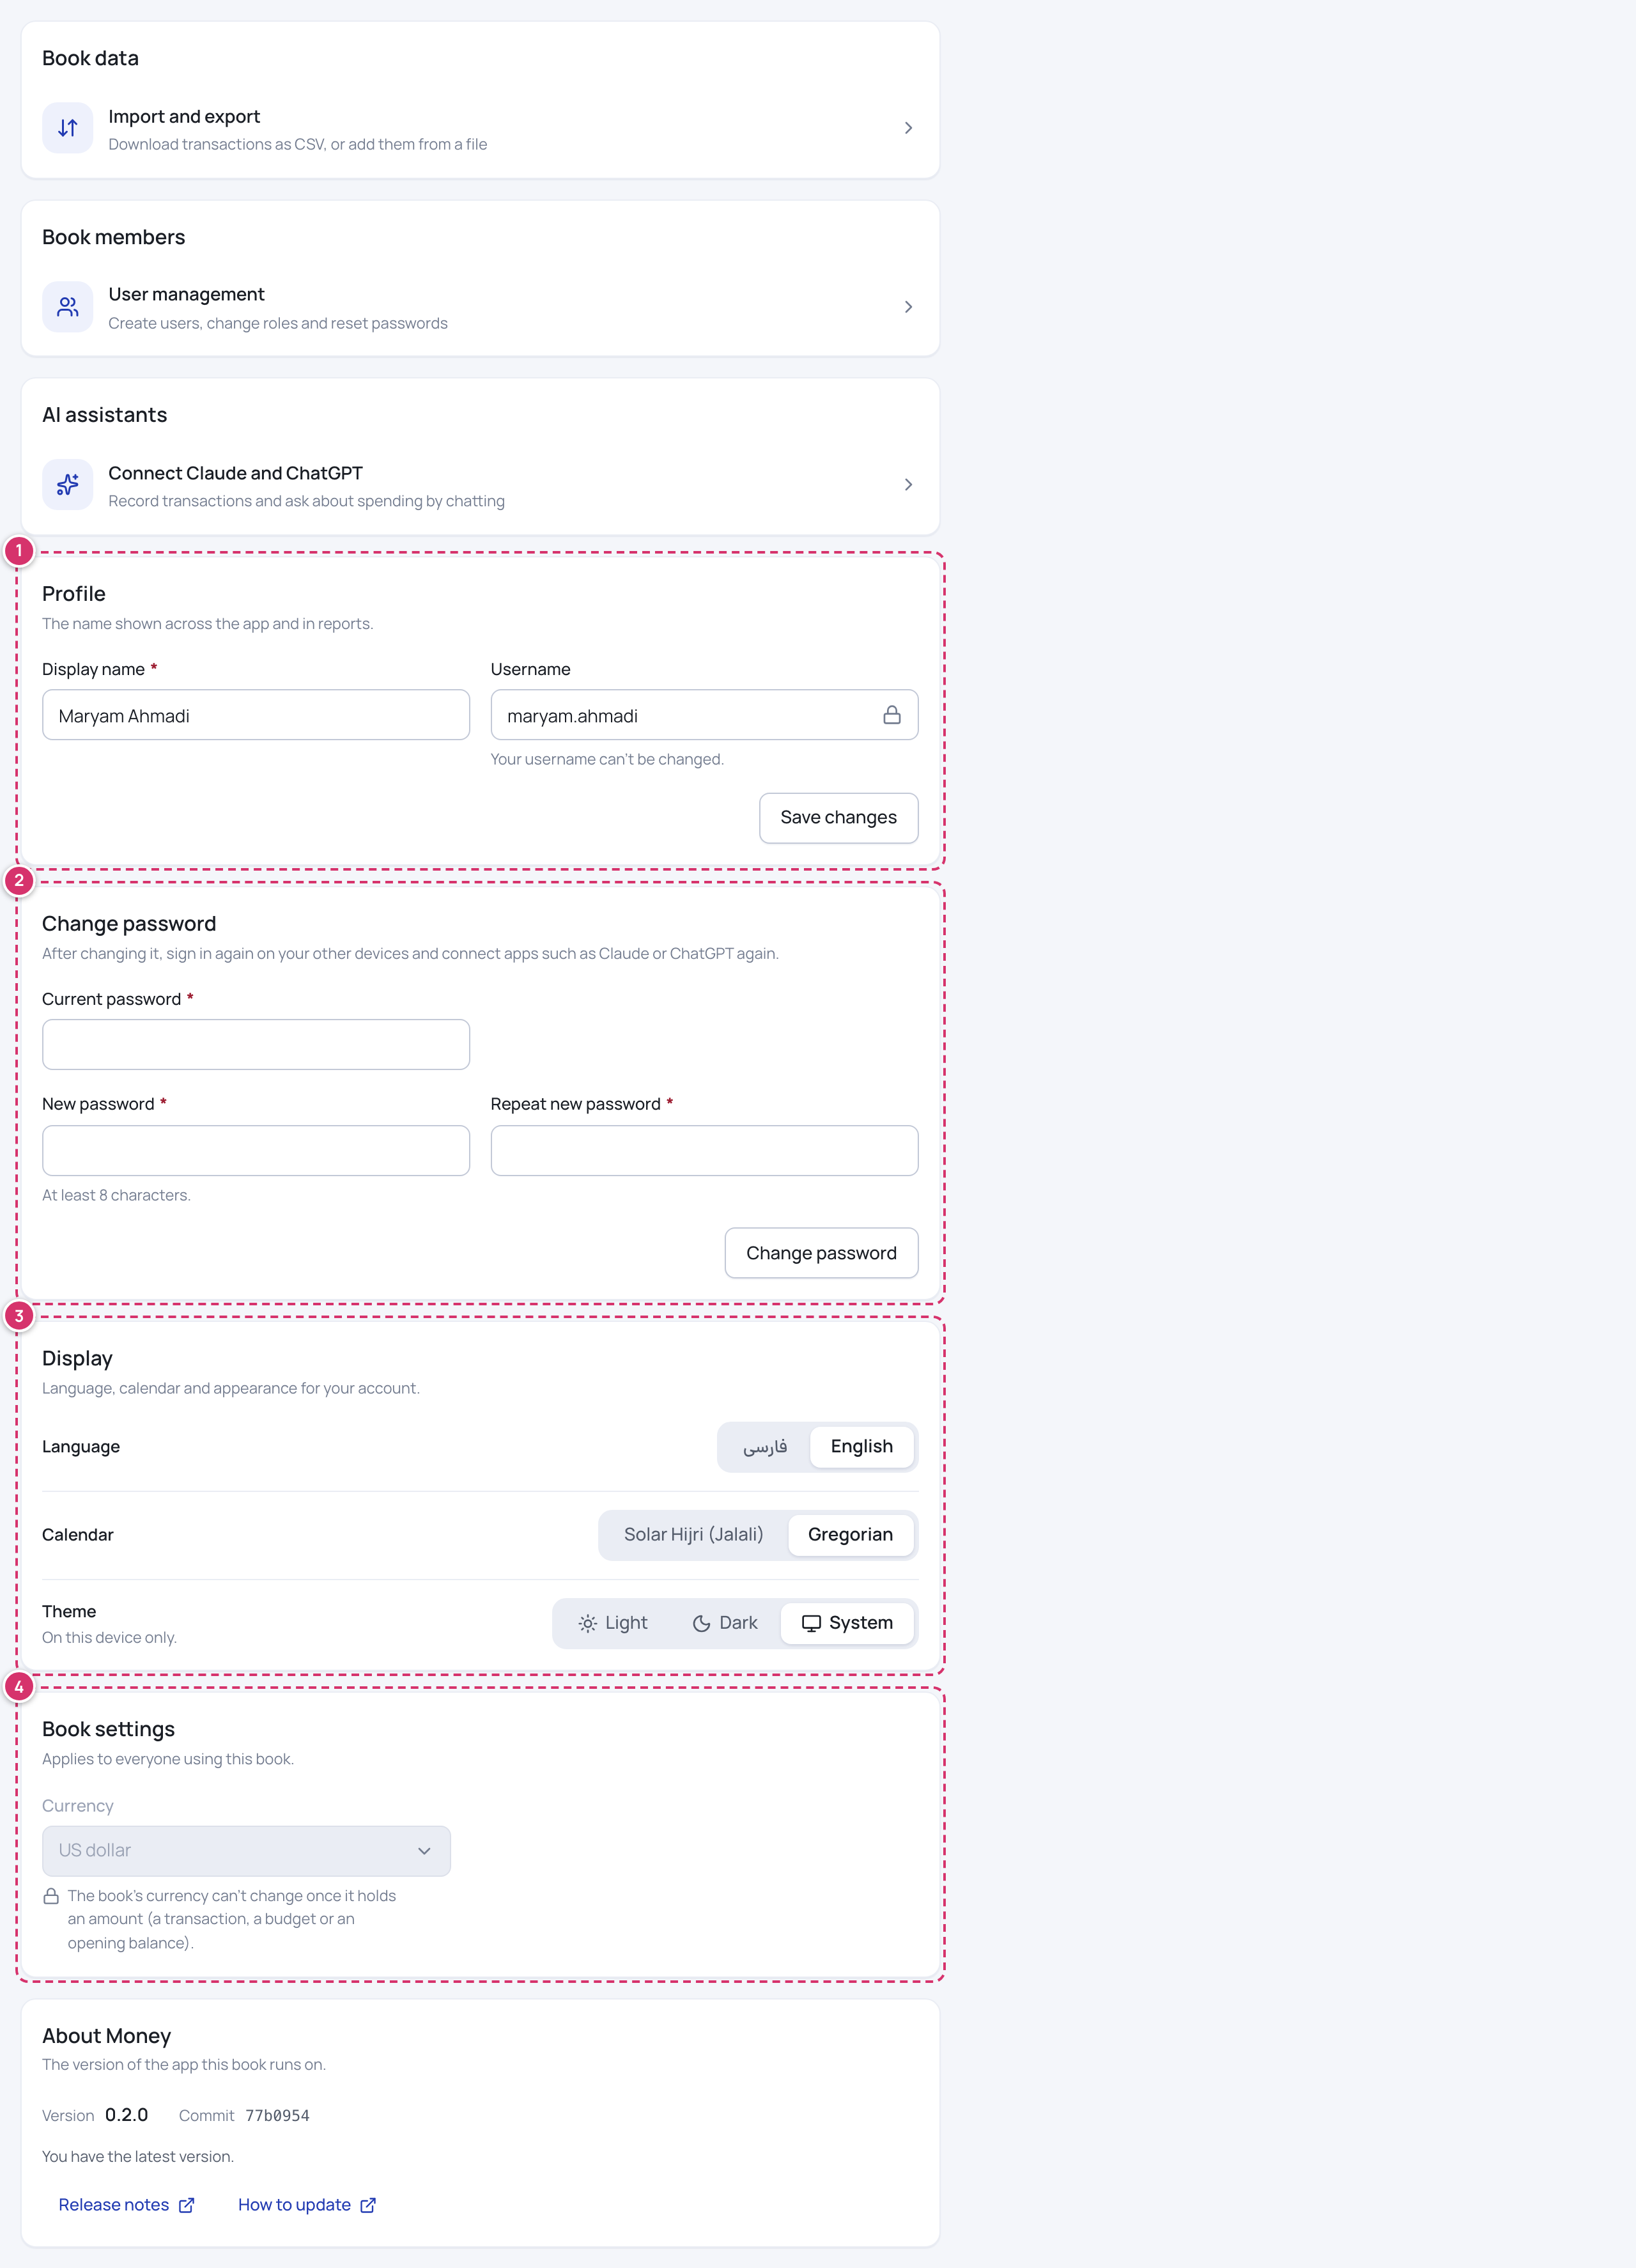 Book data
Import and export
Download transactions as CSV, or add them from a file
Book members
User management
Create users, change roles and reset passwords
AI assistants
Connect Claude and ChatGPT
Record transactions and ask about spending by chatting
1
Profile
The name shown across the app and in reports.
Display name *
Username
Maryam Ahmadi
maryam.ahmadi
Your username can't be changed.
Save changes
2
Change password
After changing it, sign in again on your other devices and connect apps such as Claude or ChatGPT again.
Current password *
New password *
Repeat new password *
At least 8 characters.
Change password
3
Display
Language, calendar and appearance for your account.
Language
فارسی
English
Calendar
Solar Hijri (Jalali)
Gregorian
Theme
On this device only.
Light
Dark
System
4
Book settings
Applies to everyone using this book.
Currency
US dollar
The book's currency can't change once it holds
an amount (a transaction, a budget or an
opening balance).
About Money
The version of the app this book runs on.
Version 0.2.0 Commit 77b0954
You have the latest version.
Release notes
How to update